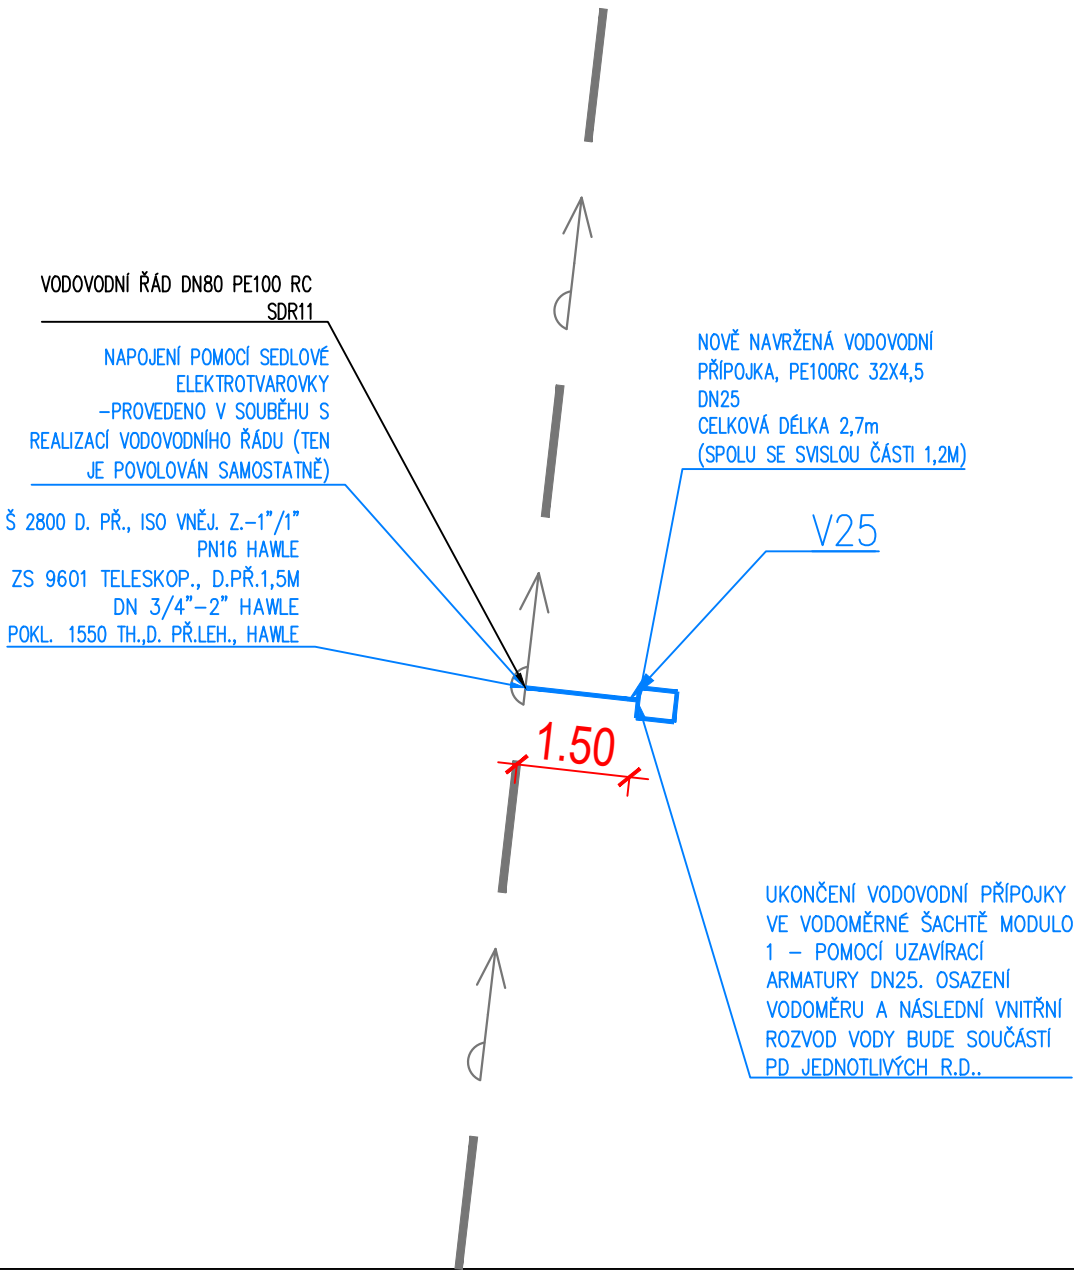 VODOVODNÍ ŘÁD DN80 PE100 RC
SDR11
NAPOJENÍ POMOCÍ SEDLOVÉ
ELEKTROTVAROVKY
-PROVEDENO V SOUBĚHU S
REALIZACÍ VODOVODNÍHO ŘÁDU (TEN
JE POVOLOVÁN SAMOSTATNĚ)
Š 2800 D. PŘ., ISO VNĚJ. Z.-1"/1"
PN16 HAWLE
ZS 9601 TELESKOP., D.PŘ.1,5M
DN 3/4"-2" HAWLE
POKL. 1550 TH.,D. PŘ.LEH., HAWLE
NOVĚ NAVRŽENÁ VODOVODNÍ
PŘÍPOJKA, PE100RC 32X4,5
DN25
CELKOVÁ DÉLKA 2,7m
(SPOLU SE SVISLOU ČÁSTI 1,2M)
V25
1.50
UKONČENÍ VODOVODNÍ PŘÍPOJKY
VE VODOMĚRNÉ ŠACHTĚ MODULO
1 - POMOCÍ UZAVÍRACÍ
ARMATURY DN25. OSAZENÍ
VODOMĚRU A NÁSLEDNÍ VNITŘNÍ
ROZVOD VODY BUDE SOUČÁSTÍ
PD JEDNOTLIVÝCH R.D..